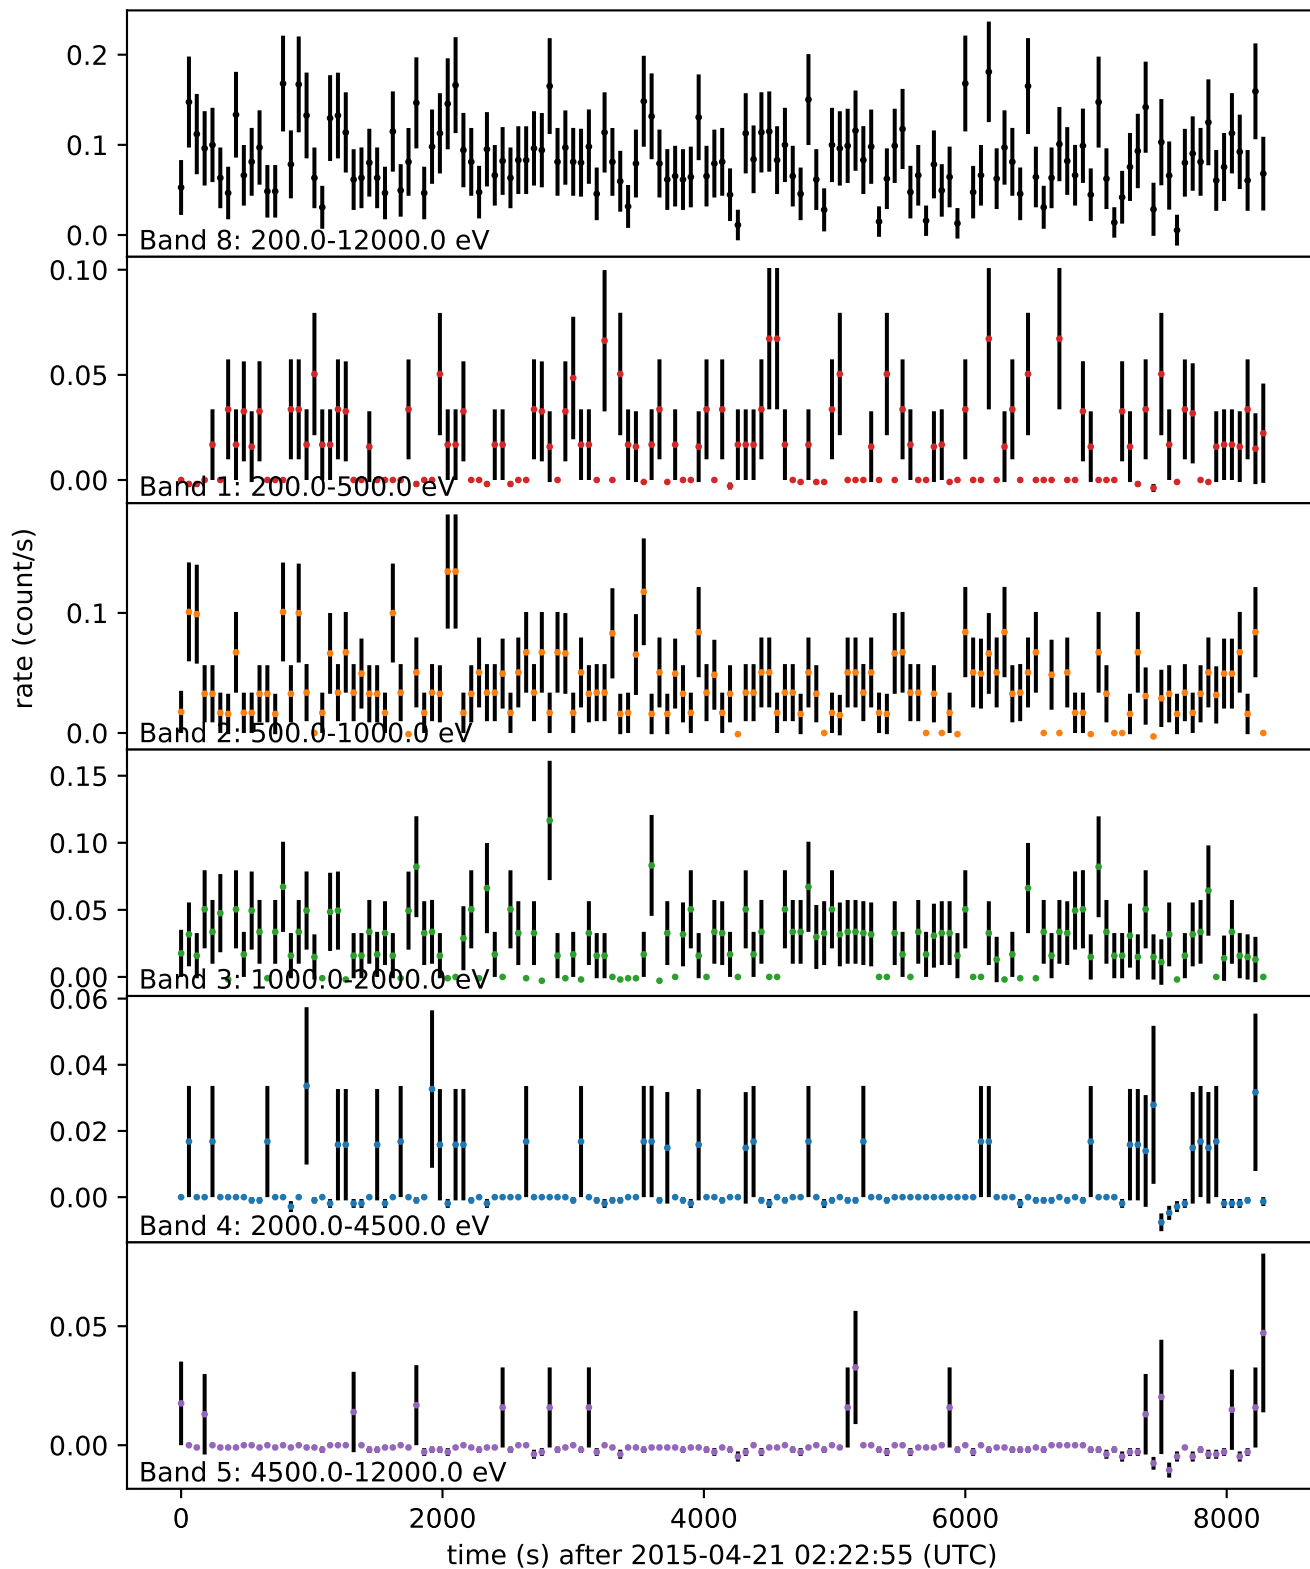 rate (count/s)
0.2
0.1
0.0
Band 8: 200.0-12000.0 eV
0.10
0.05
0.00
Band 1: 200.0-500.0 eV
0.1
0.0
Band 2: 500.0-1000.0 eV
0.15
0.10
0.05
0.00
Band 3: 1000.0-2000.0 eV
0.06
0.04
0.02
0.00
Band 4: 2000.0-4500.0 eV
0.05
0.00
Band 5: 4500.0-12000.0 eV
0 2000 4000 6000 8000
time (s) after 2015-04-21 02:22:55 (UTC)